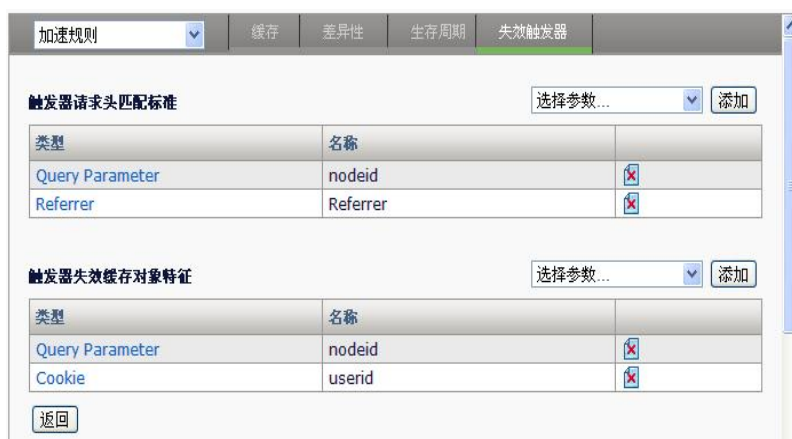 加速规则 缓存 差异性 生存周期 失效触发器
触发器请求头匹配标准 选择参数... 添加
类型 名称
Query Parameter nodeid
Referrer Referrer
触发器失效缓存对象特征 选择参数... 添加
类型 名称
Query Parameter nodeid
Cookie userid
返回